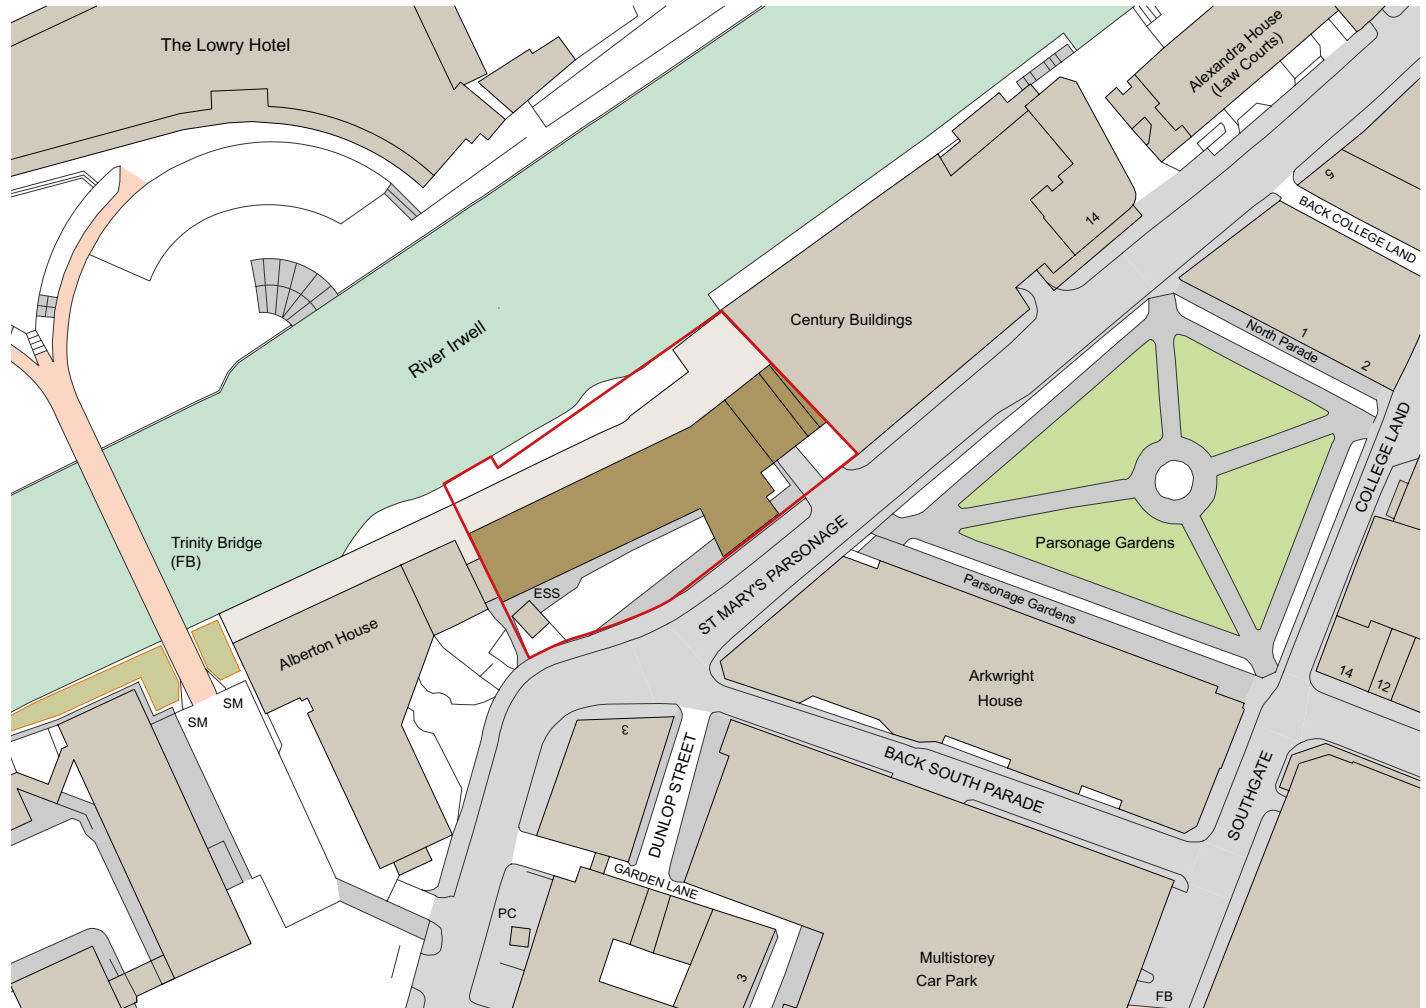 The Lowry Hotel
Alexandra House
(Law Courts)
5
BACK COLLEGE LAND
14
Century Buildings
River Irwell
1
North Parade
2
COLLEGE LAND
Trinity Bridge
(FB)
Parsonage Gardens
ST MARY'S PARSONAGE
Parsonage Gardens
ESS
Alberton House
Arkwright
House
14
12
SM
SM
3
DUNLOP STREET
BACK SOUTH PARADE
SOUTHGATE
GARDEN LANE
PC
3
Multistorey
Car Park
FB